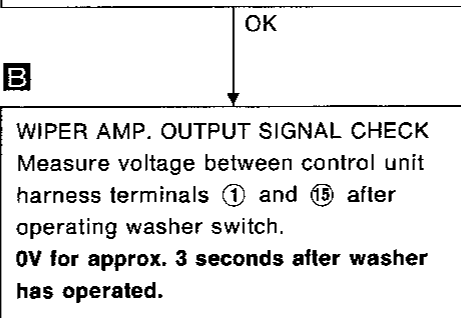 OK
B
WIPER AMP. OUTPUT SIGNAL CHECK
Measure voltage between control unit
harness terminals ① and ⑮ after
operating washer switch.
0V for approx. 3 seconds after washer
has operated.